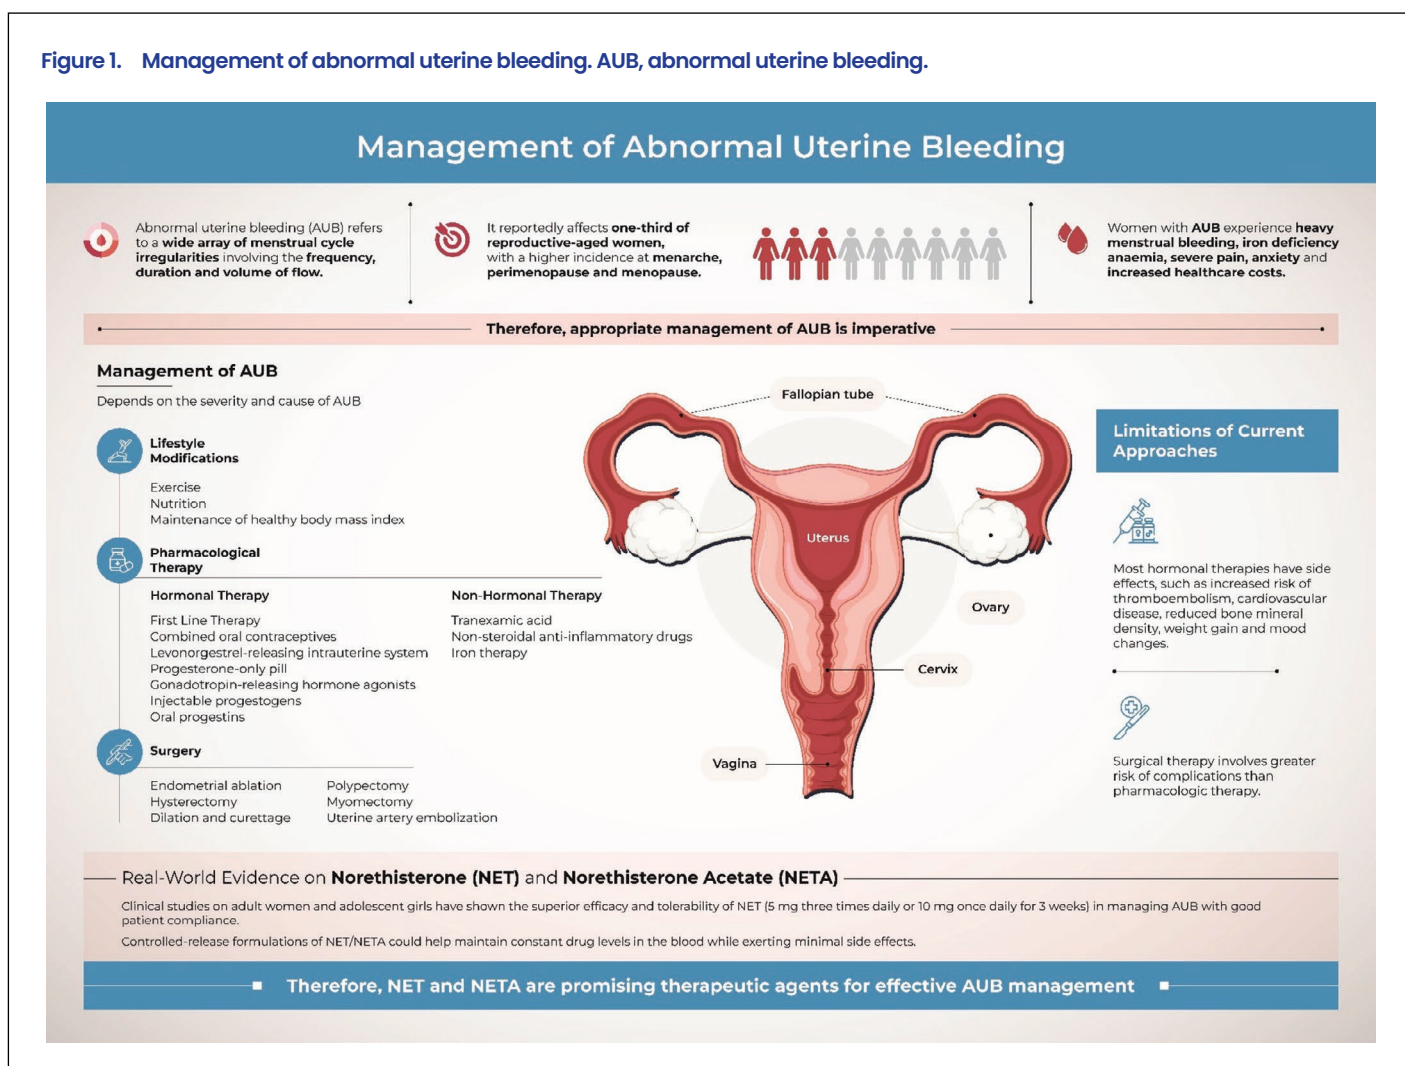 Figure 1. Management of abnormal uterine bleeding. AUB, abnormal uterine bleeding.
Management of Abnormal Uterine Bleeding
Abnormal uterine bleeding (AUB) refers
to a wide array of menstrual cycle
irregularities involving the frequency,
duration and volume of flow.
It reportedly affects one-third of
reproductive-aged women,
with a higher incidence at menarche,
perimenopause and menopause.
Women with AUB experience heavy
menstrual bleeding, iron deficiency
anaemia, severe pain, anxiety and
increased healthcare costs.
Therefore, appropriate management of AUB is imperative
Management of AUB
Depends on the severity and cause of AUB
Lifestyle
Modifications
Exercise
Nutrition
Maintenance of healthy body mass index
Pharmacological
Therapy
Hormonal Therapy
First Line Therapy
Combined oral contraceptives
Levonorgestrel-releasing intrauterine system
Progesterone-only pill
Gonadotropin-releasing hormone agonists
Injectable progestogens
Oral progestins
Non-Hormonal Therapy
Tranexamic acid
Non-steroidal anti-inflammatory drugs
Iron therapy
Surgery
Endometrial ablation
Hysterectomy
Dilation and curettage
Polypectomy
Myomectomy
Uterine artery embolization
Fallopian tube
Uterus
Ovary
Cervix
Vagina
Limitations of Current
Approaches
Most hormonal therapies have side
effects, such as increased risk of
thromboembolism, cardiovascular
disease, reduced bone mineral
density, weight gain and mood
changes.
Surgical therapy involves greater
risk of complications than
pharmacologic therapy.
Real-World Evidence on Norethisterone (NET) and Norethisterone Acetate (NETA)
Clinical studies on adult women and adolescent girls have shown the superior efficacy and tolerability of NET (5 mg three times daily or 10 mg once daily for 3 weeks) in managing AUB with good
patient compliance.
Controlled-release formulations of NET/NETA could help maintain constant drug levels in the blood while exerting minimal side effects.
Therefore, NET and NETA are promising therapeutic agents for effective AUB management